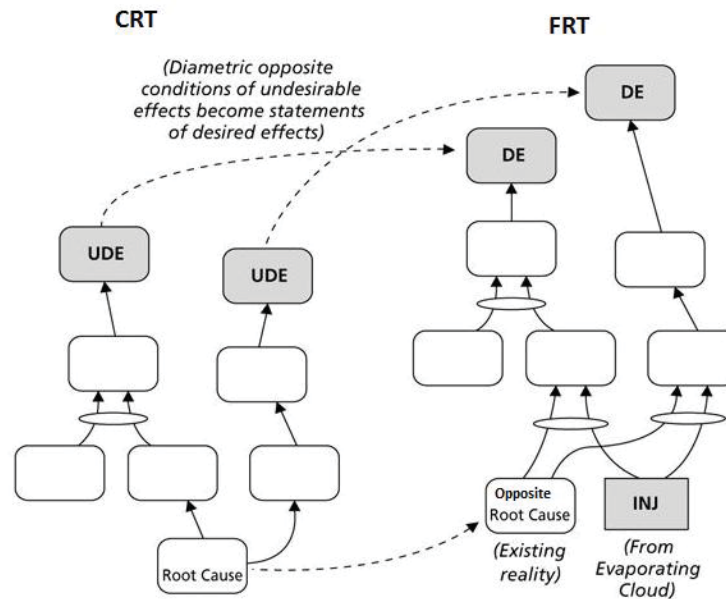 CRT
FRT
(Diametric opposite
conditions of undesirable
effects become statements
of desired effects)
DE
DE
UDE
UDE
Opposite
Root Cause
INJ
(Existing
reality)
(From
Evaporating
Cloud)
Root Cause